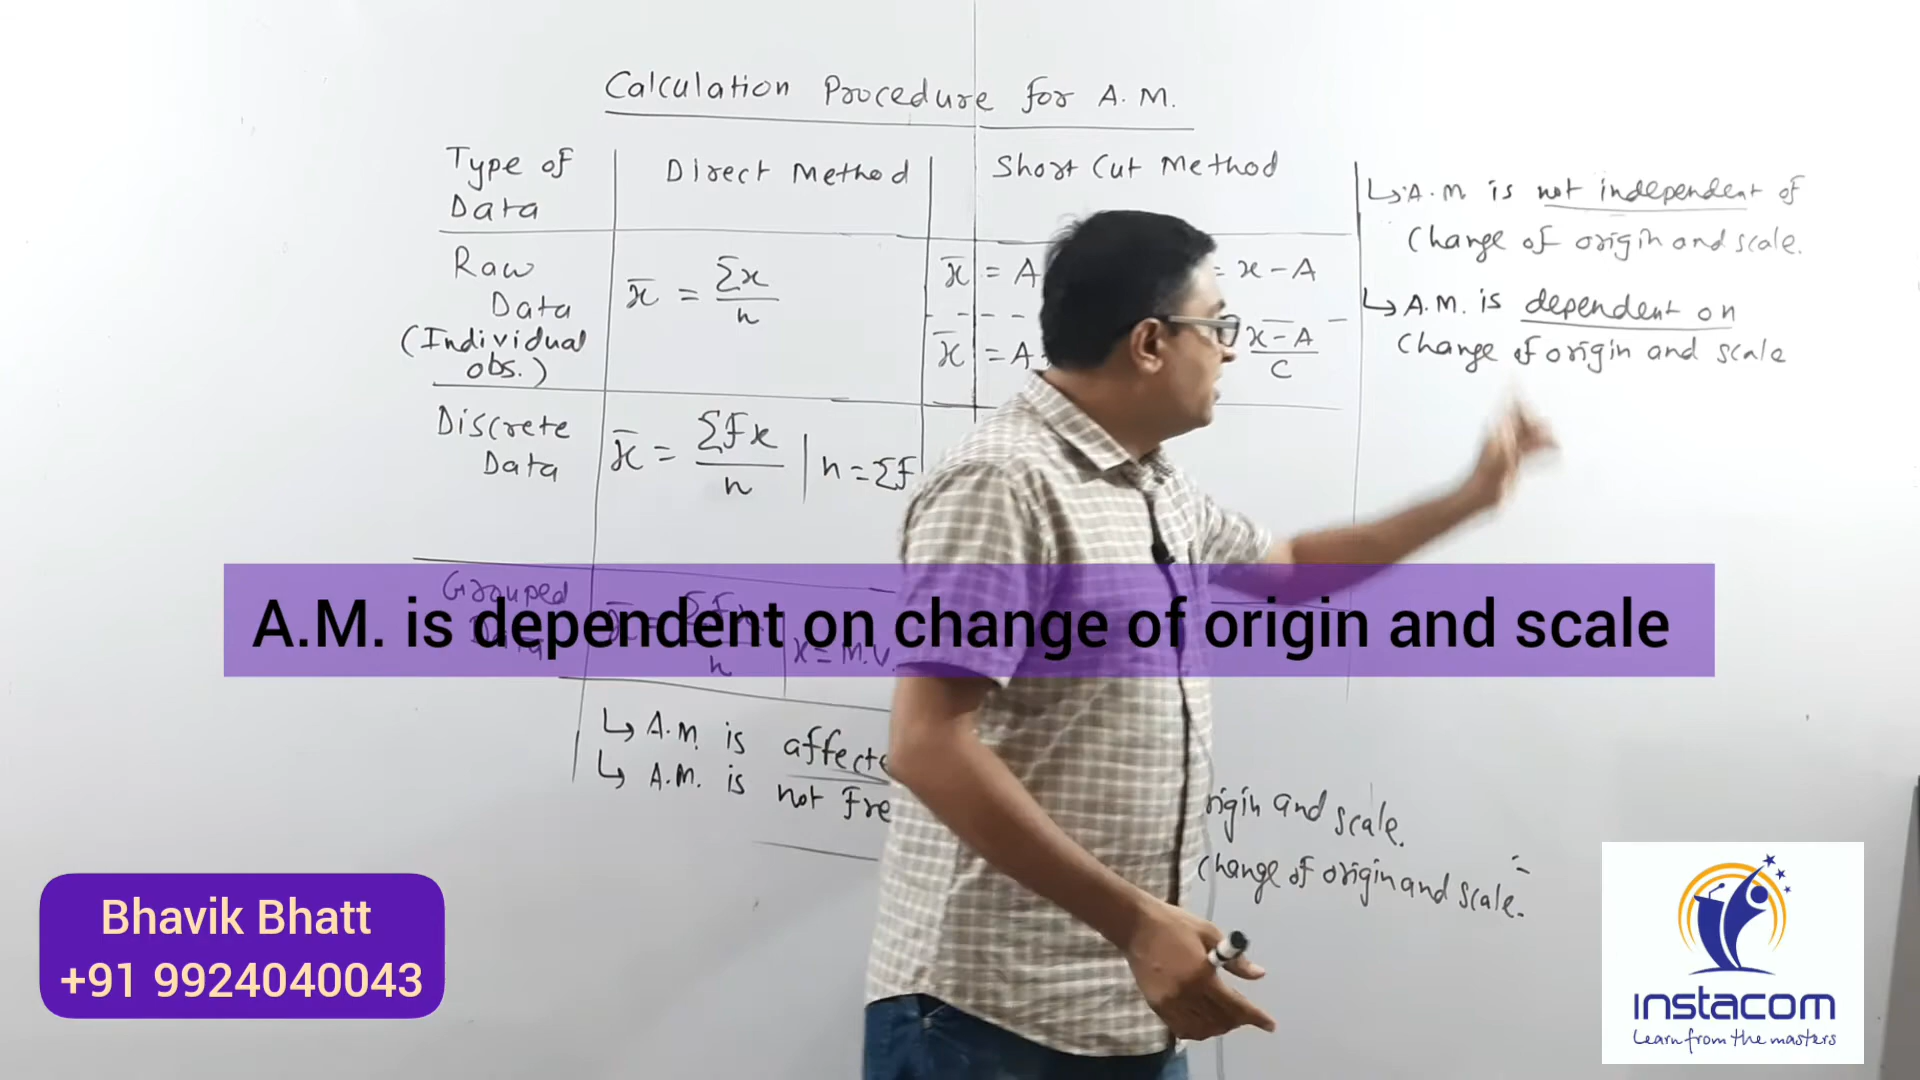 Calculation Procedure for A.M.
Type of Data
Direct Method
Short Cut Method
Raw Data (Individual obs.)
x̄ = Σx / n
x̄ = A
= x - A
x̄ = A
x - A / C
Discrete Data
x̄ = Σfx / n | n = Σf
Grouped Data
x̄ = Σfx / n | x = M.V.
↳ A.M is not independent of
Change of origin and scale.
↳ A.M. is dependent on
Change of origin and scale
A.M. is dependent on change of origin and scale
↳ A.M. is affecte
rigin and scale.
↳ A.M. is not Fre
Change of origin and scale.
Bhavik Bhatt
+91 9924040043
instacom
Learn from the masters